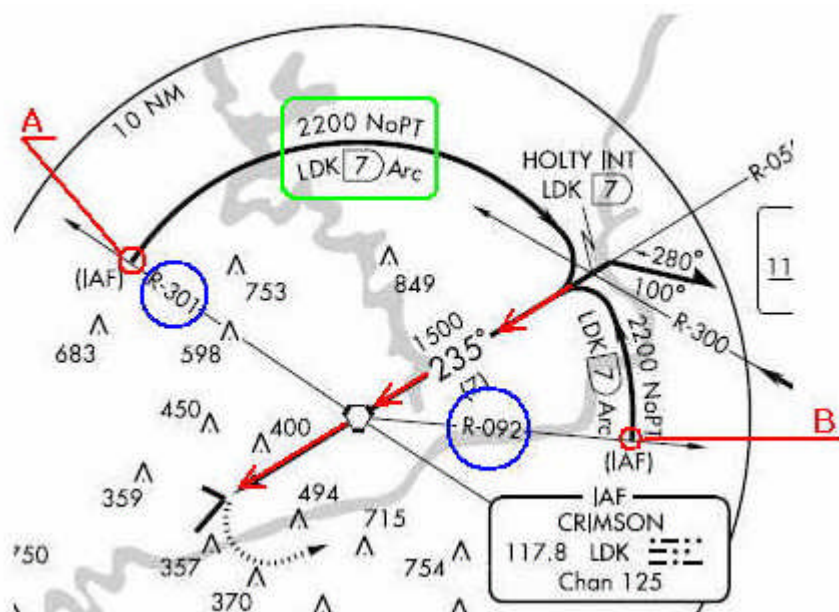 10 NM
A
2200 NoPT
LDK 7 Arc
HOLTY INT
LDK 7
R-05
(IAF)
R-301
753
849
280°
100°
11
683
598
1500
235°
(7)
LDK 7 Arc
2200 NoPT
R-300
450
400
R-092
B
(IAF)
359
494
IAF
CRIMSON
117.8 LDK
Chan 125
715
750
357
754
370